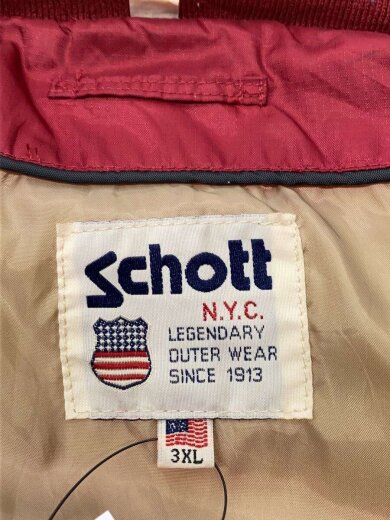 Schott
N.Y.C.
LEGENDARY
OUTER WEAR
SINCE 1913
3XL